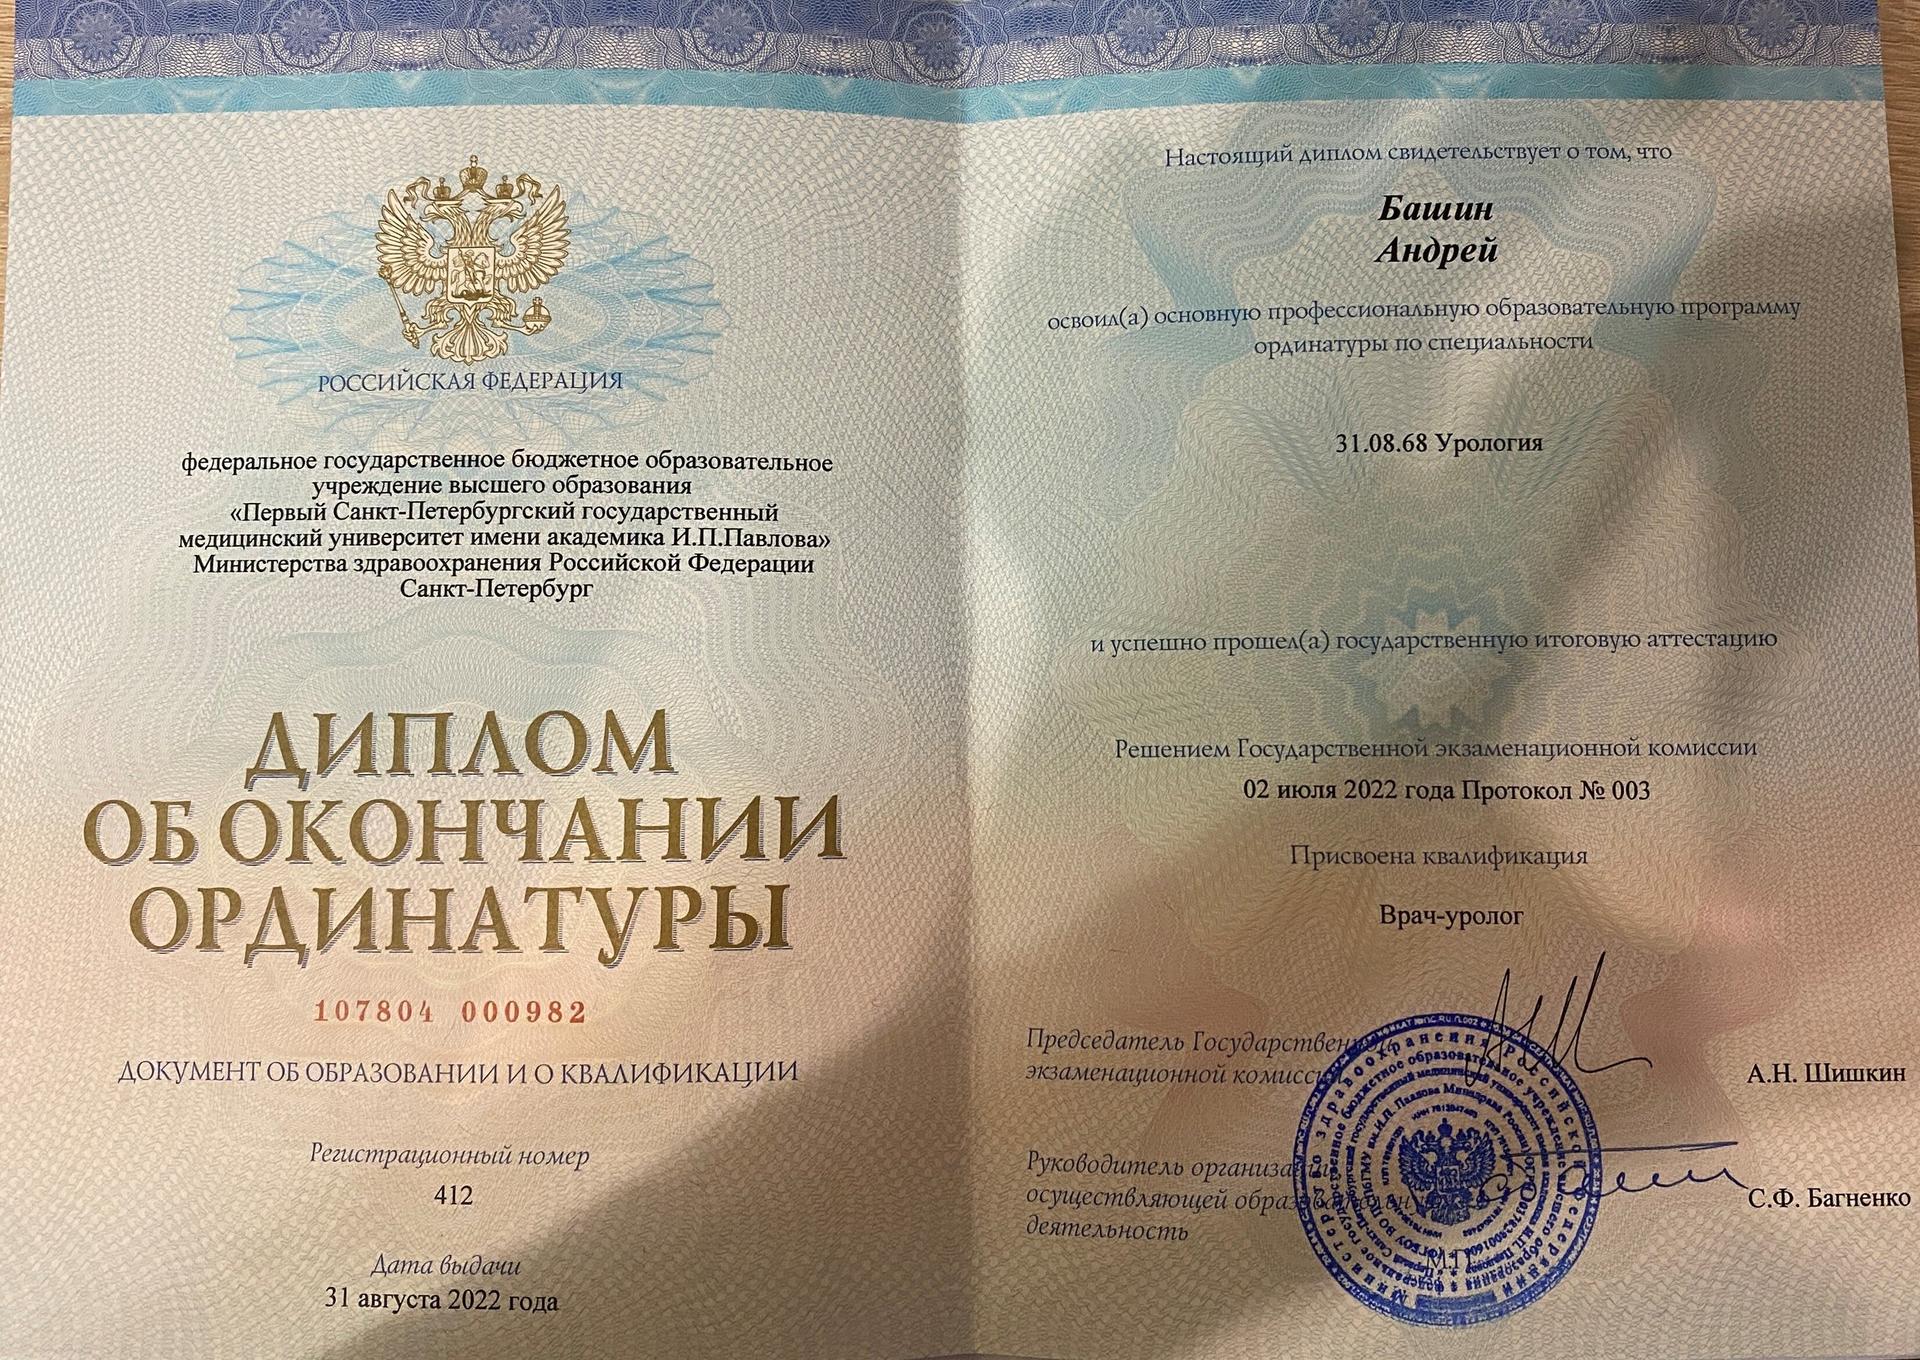 РОССИЙСКАЯ ФЕДЕРАЦИЯ
федеральное государственное бюджетное образовательное
учреждение высшего образования
«Первый Санкт-Петербургский государственный
медицинский университет имени академика И.П.Павлова»
Министерства здравоохранения Российской Федерации
Санкт-Петербург
ДИПЛОМ
ОБ ОКОНЧАНИИ
ОРДИНАТУРЫ
107804 000982
ДОКУМЕНТ ОБ ОБРАЗОВАНИИ И О КВАЛИФИКАЦИИ
Регистрационный номер
412
Дата выдачи
31 августа 2022 года
Настоящий диплом свидетельствует о том, что
Башин
Андрей
освоил(а) основную профессиональную образовательную программу
ординатуры по специальности
31.08.68 Урология
и успешно прошел(а) государственную итоговую аттестацию
Решением Государственной экзаменационной комиссии
02 июля 2022 года Протокол № 003
Присвоена квалификация
Врач-уролог
Председатель Государственной
экзаменационной комиссии
А.Н. Шишкин
Руководитель организации,
осуществляющей образовательную
деятельность
С.Ф. Багненко
М.П.
Министерство здравоохранения Российской Федерации